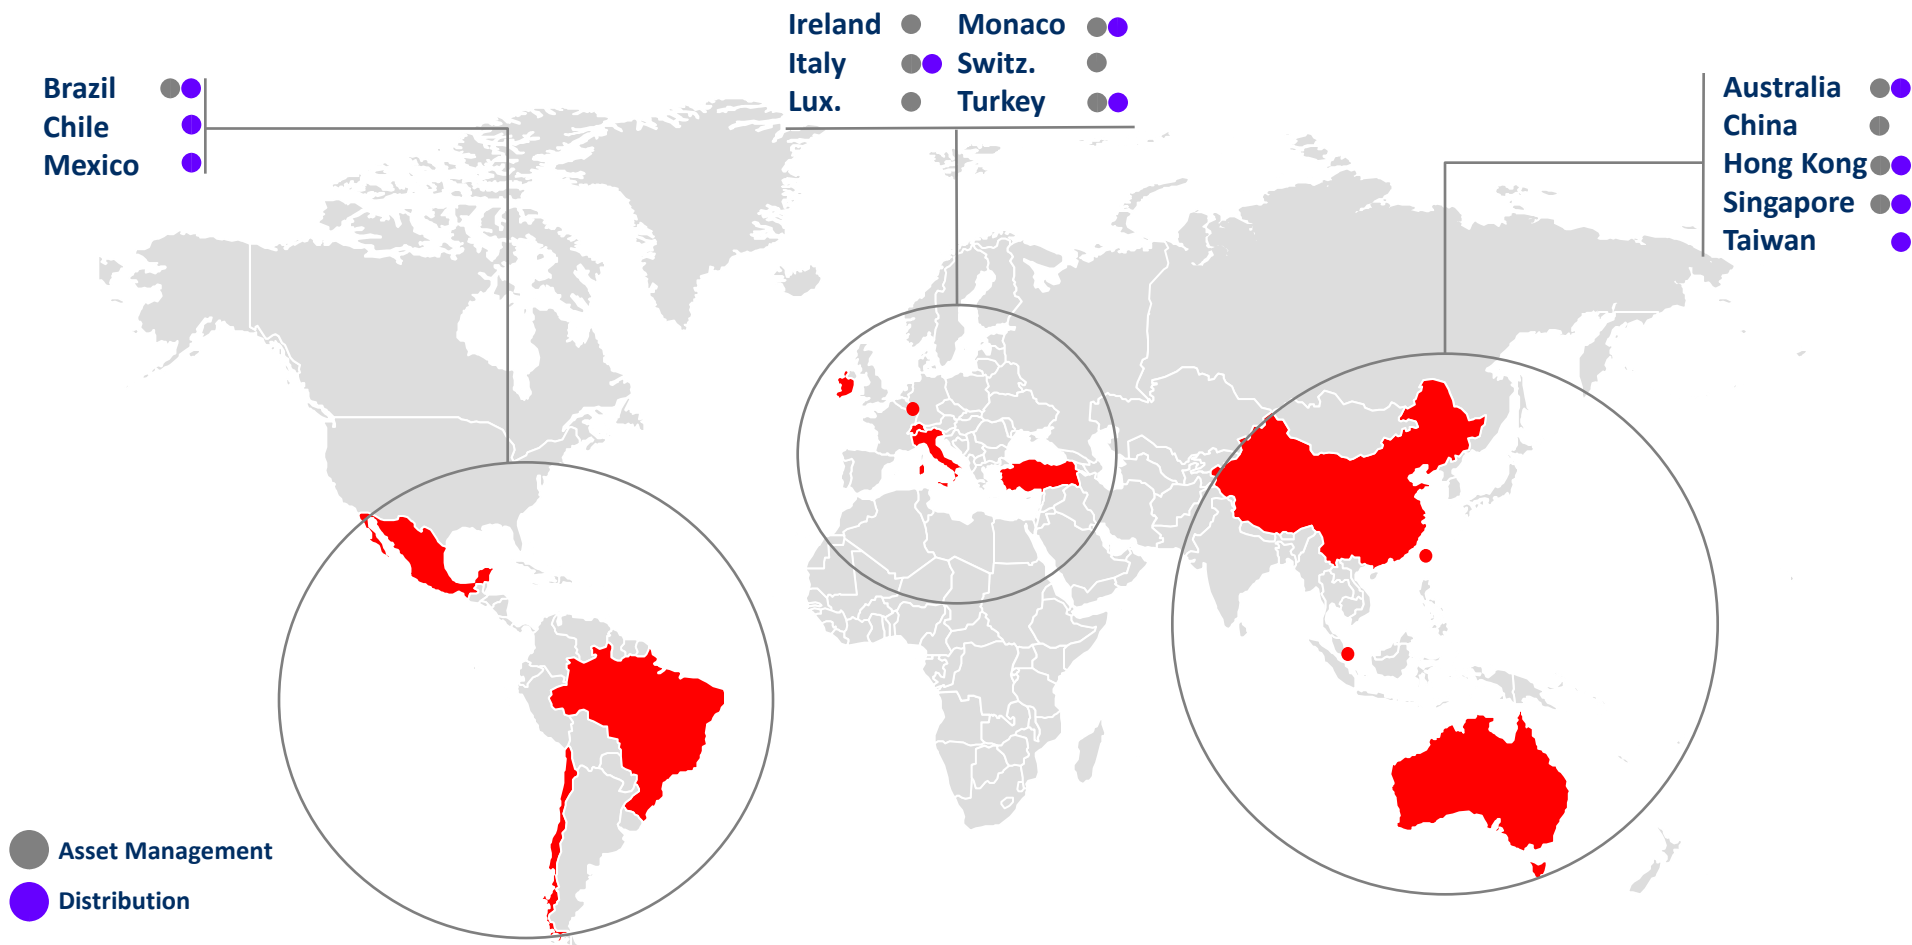 Ireland
Monaco
Italy
Switz.
Lux.
Turkey
Brazil
Chile
Mexico
Australia
China
Hong Kong
Singapore
Taiwan
Asset Management
Distribution